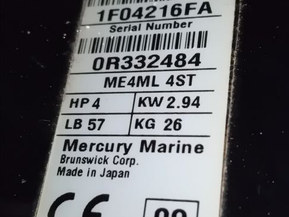 1F04216FA
Serial Number
0R332484
ME4ML 4ST
HP 4 KW 2.94
LB 57 KG 26
Mercury Marine
Brunswick Corp.
Made in Japan
CE